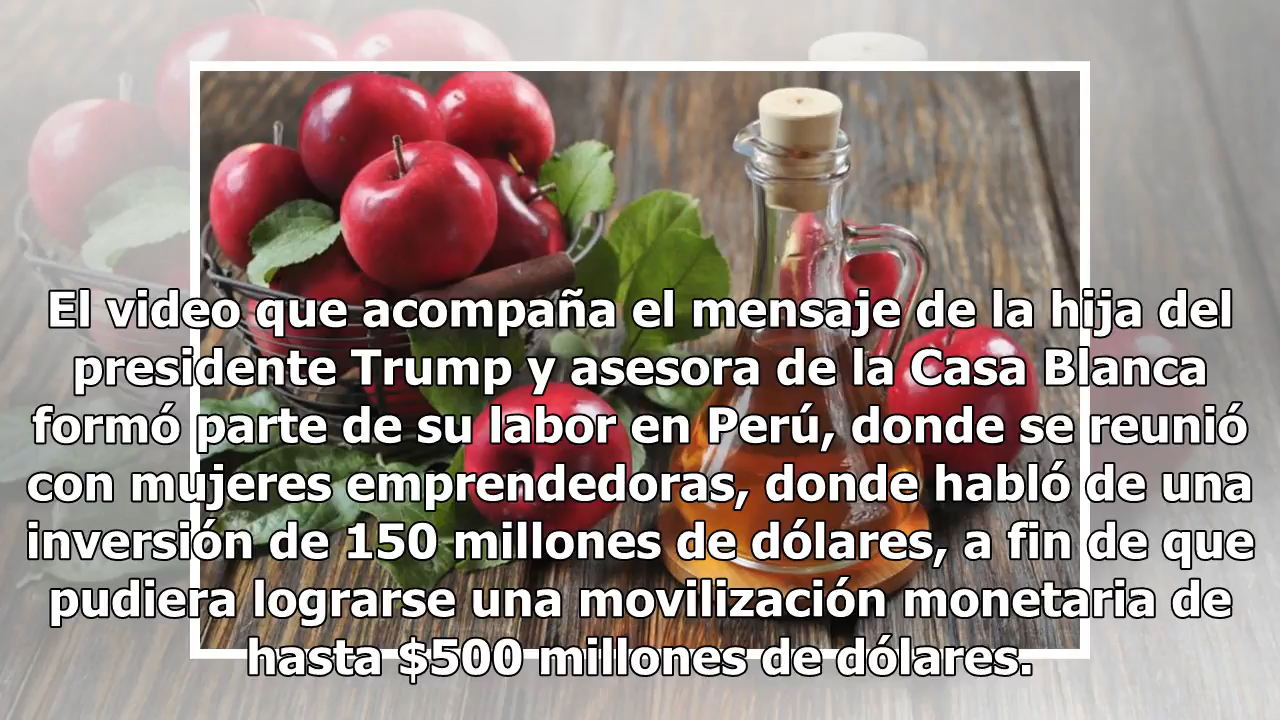 El video que acompaña el mensaje de la hija del
presidente Trump y asesora de la Casa Blanca
formó parte de su labor en Perú, donde se reunió
con mujeres emprendedoras, donde habló de una
inversión de 150 millones de dólares, a fin de que
pudiera lograrse una movilización monetaria de
hasta $500 millones de dólares.